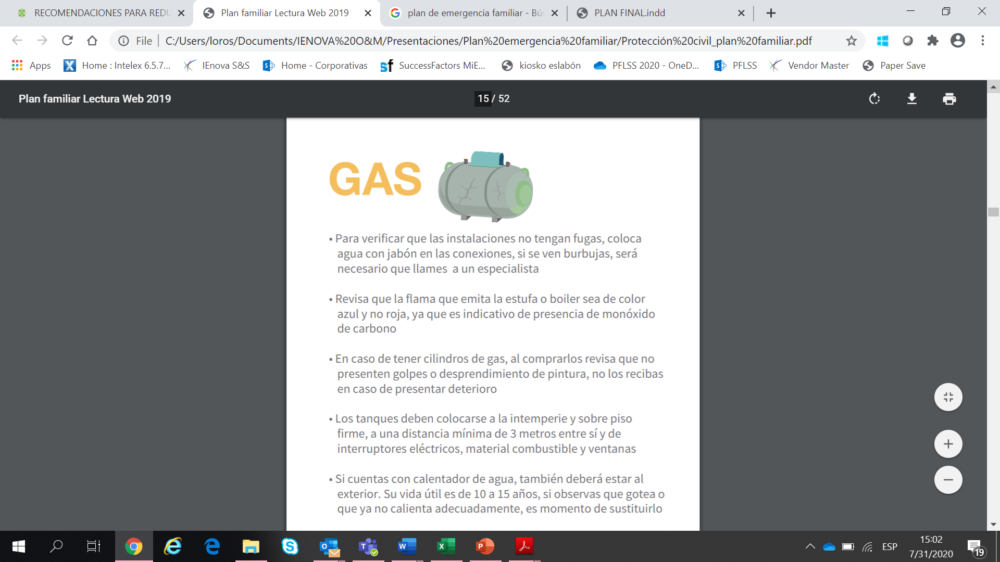 RECOMENDACIONES PARA REDU
Plan familiar Lectura Web 2019
plan de emergencia familiar - Bús
PLAN FINAL.indd
File
C:/Users/loros/Documents/IENOVA%20O&M/Presentaciones/Plan%20emergencia%20familiar/Protección%20civil_plan%20familiar.pdf
Apps
Home : Intelex 6.5.7...
IEnova S&S
Home - Corporativas
SuccessFactors MiE...
kiosko eslabón
PFLSS 2020 - OneD...
PFLSS
Vendor Master
Paper Save
Plan familiar Lectura Web 2019
15 / 52
GAS
• Para verificar que las instalaciones no tengan fugas, coloca
agua con jabón en las conexiones, si se ven burbujas, será
necesario que llames  a un especialista
• Revisa que la flama que emita la estufa o boiler sea de color
azul y no roja, ya que es indicativo de presencia de monóxido
de carbono
• En caso de tener cilindros de gas, al comprarlos revisa que no
presenten golpes o desprendimiento de pintura, no los recibas
en caso de presentar deterioro
• Los tanques deben colocarse a la intemperie y sobre piso
firme, a una distancia mínima de 3 metros entre sí y de
interruptores eléctricos, material combustible y ventanas
• Si cuentas con calentador de agua, también deberá estar al
exterior. Su vida útil es de 10 a 15 años, si observas que gotea o
que ya no calienta adecuadamente, es momento de sustituirlo
ESP
15:02
7/31/2020
19